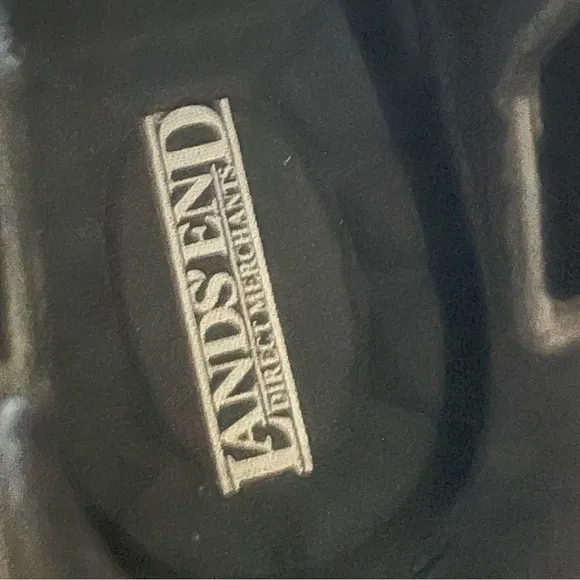 LANDS' END
DIRECT MERCHANTS